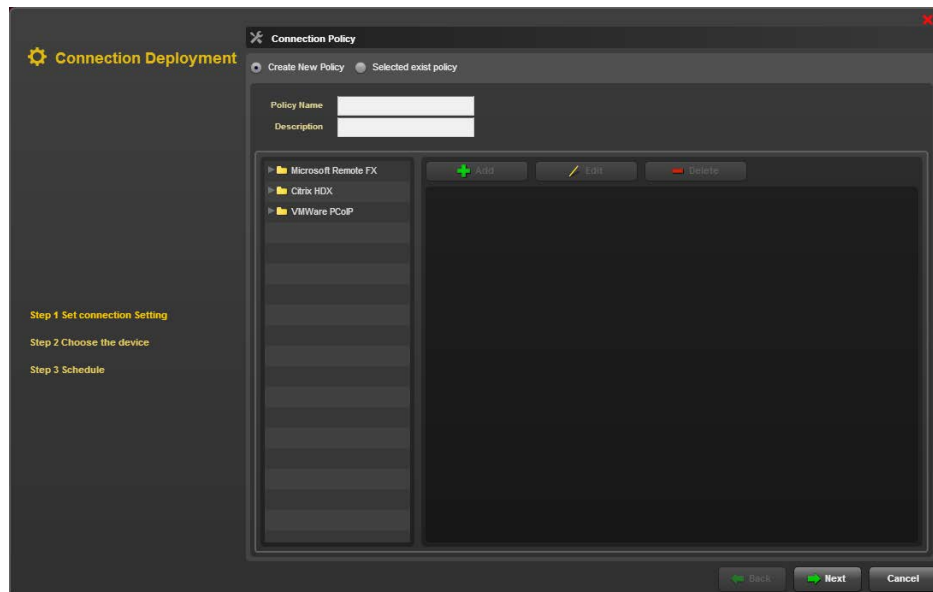 Connection Deployment
Step 1 Set connection Setting
Step 2 Choose the device
Step 3 Schedule
Connection Policy
Create New Policy
Selected exist policy
Policy Name
Description
Microsoft Remote FX
Citrix HDX
VMWare PCoIP
Add
Edit
Delete
Back
Next
Cancel